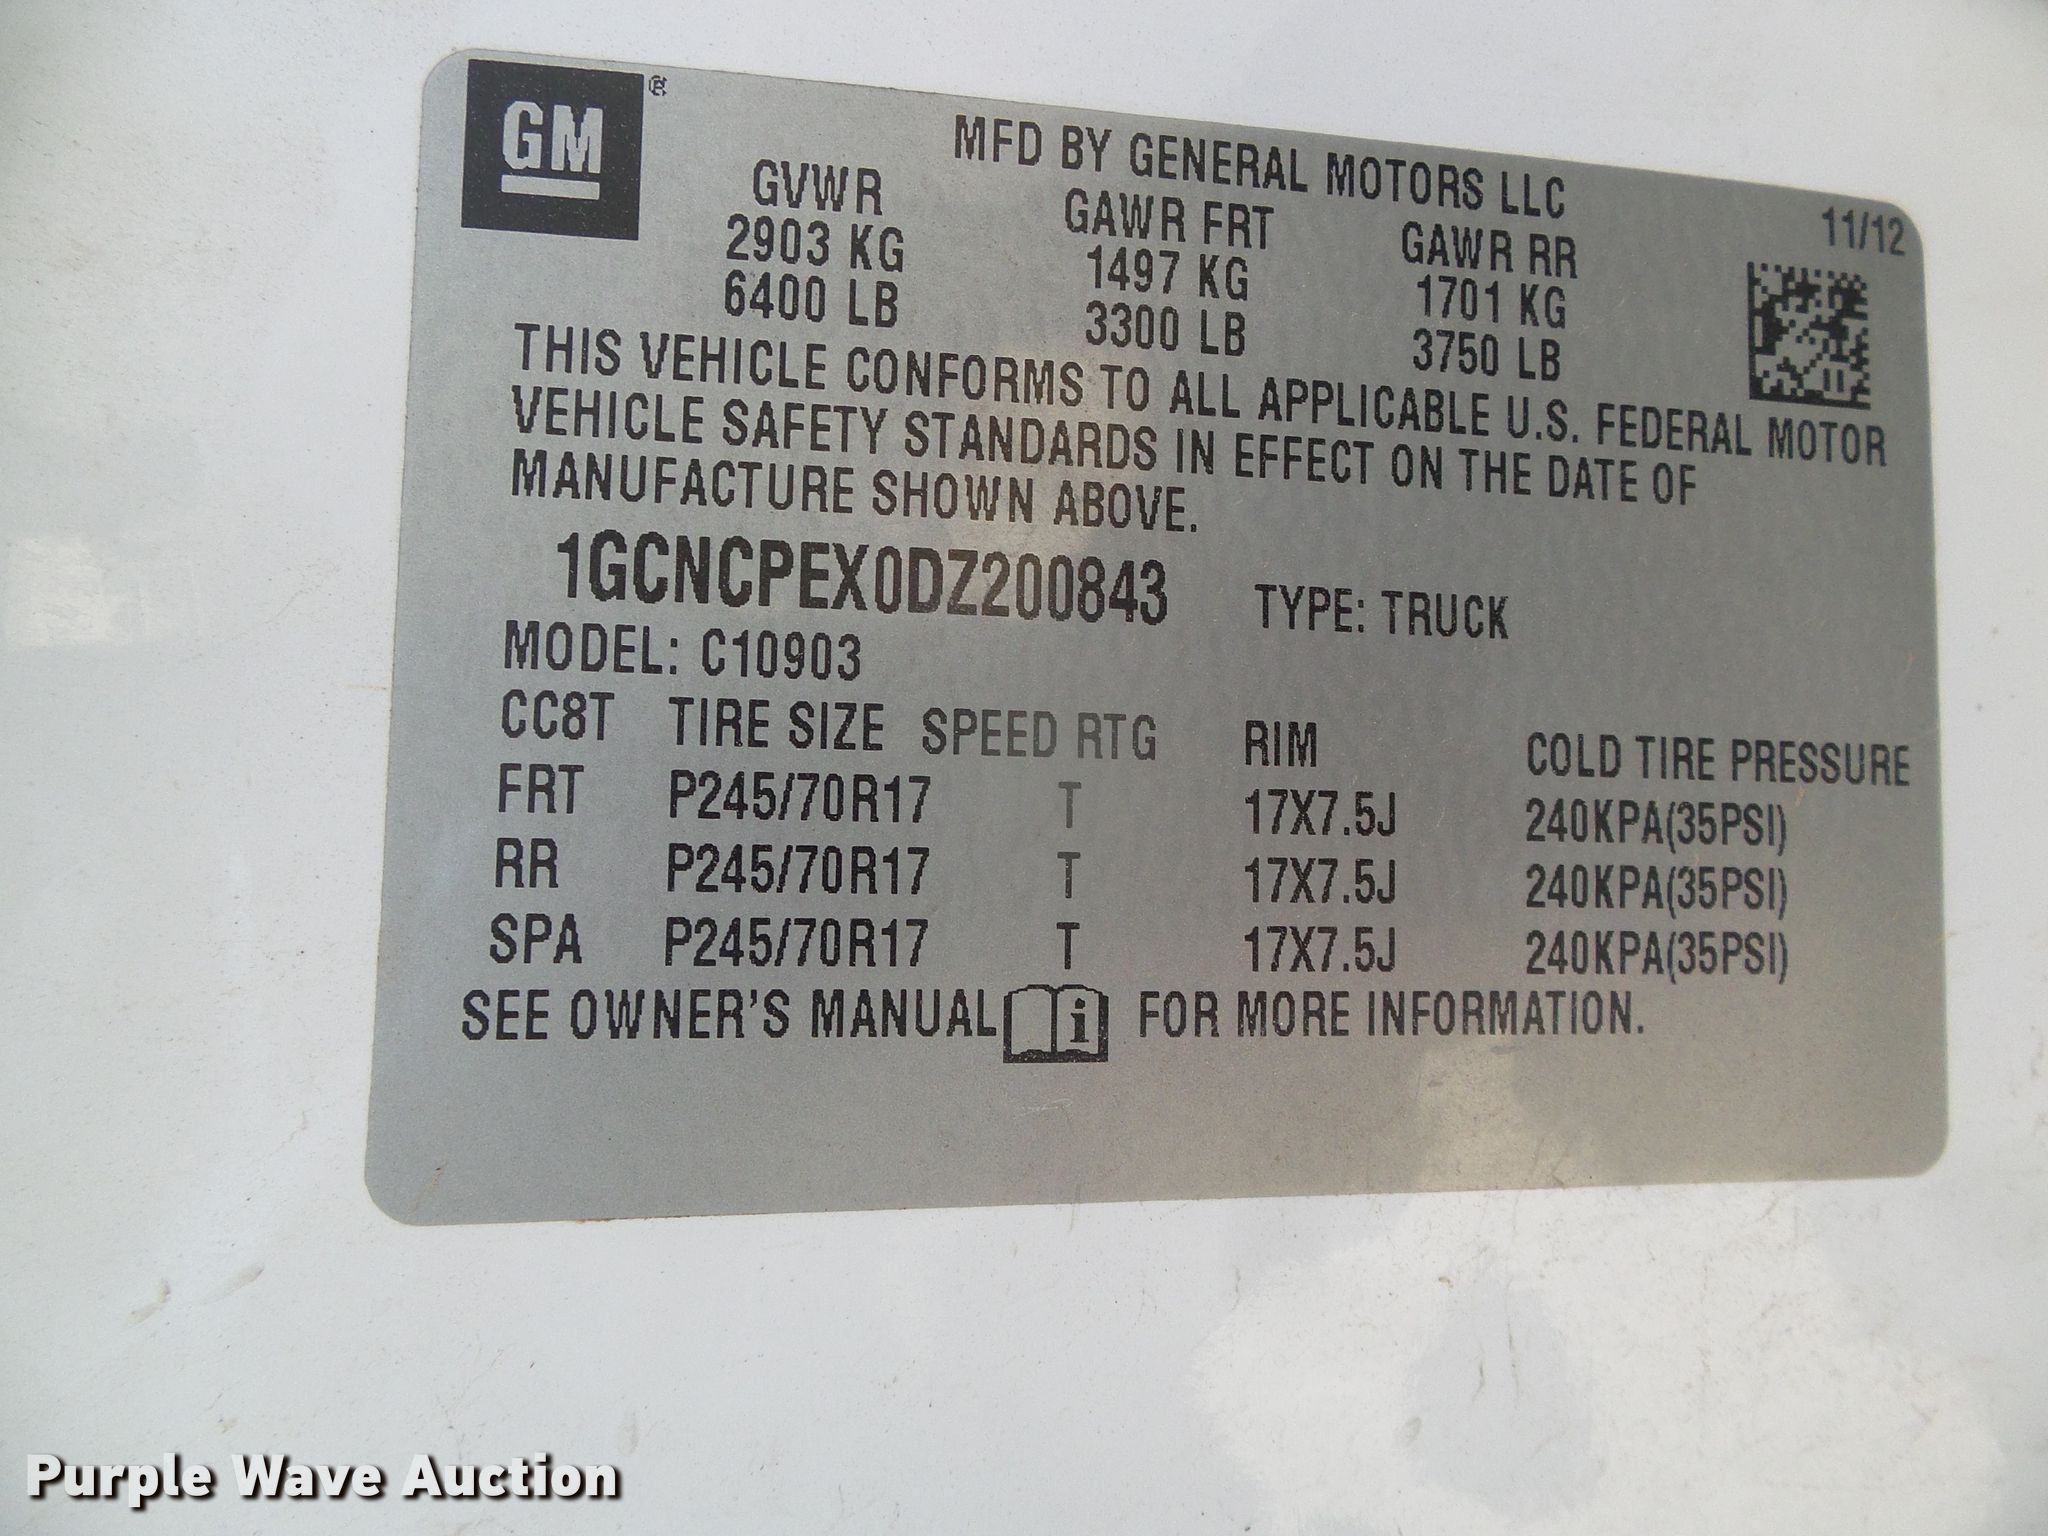 GM ®
MFD BY GENERAL MOTORS LLC
11/12
GVWR GAWR FRT GAWR RR
2903 KG 1497 KG 1701 KG
6400 LB 3300 LB 3750 LB
THIS VEHICLE CONFORMS TO ALL APPLICABLE U.S. FEDERAL MOTOR
VEHICLE SAFETY STANDARDS IN EFFECT ON THE DATE OF
MANUFACTURE SHOWN ABOVE.
1GCNCPEX0DZ200843 TYPE: TRUCK
MODEL: C10903
CC8T TIRE SIZE SPEED RTG RIM COLD TIRE PRESSURE
FRT P245/70R17 T 17X7.5J 240KPA(35PSI)
RR P245/70R17 T 17X7.5J 240KPA(35PSI)
SPA P245/70R17 T 17X7.5J 240KPA(35PSI)
SEE OWNER'S MANUAL i FOR MORE INFORMATION.
Purple Wave Auction